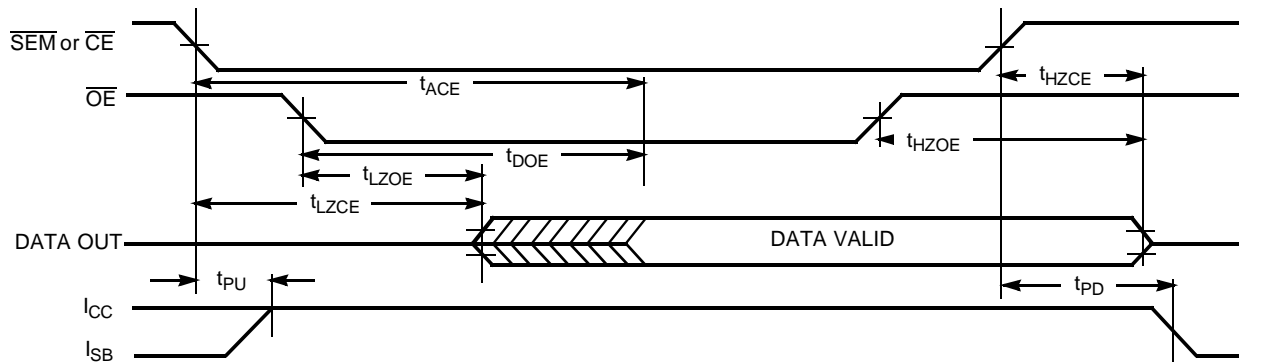 SEM or CE
tACE
tHZCE
OE
tHZOE
tDOE
tLZOE
tLZCE
DATA OUT
DATA VALID
tPU
tPD
ICC
ISB